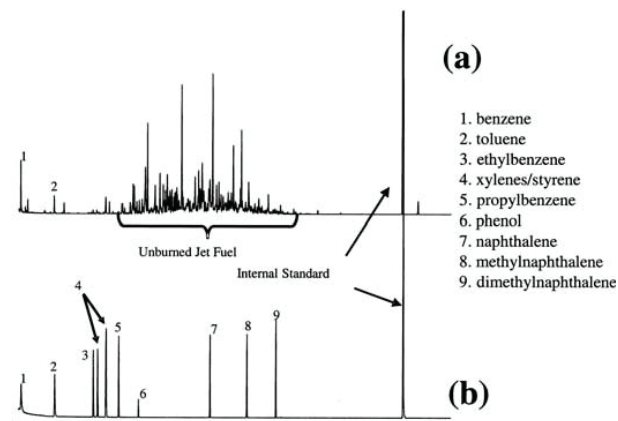 (a)
1
2
Unburned Jet Fuel
Internal Standard
1. benzene
2. toluene
3. ethylbenzene
4. xylenes/styrene
5. propylbenzene
6. phenol
7. naphthalene
8. methylnaphthalene
9. dimethylnaphthalene
4
1
2
3
5
6
7
8
9
(b)